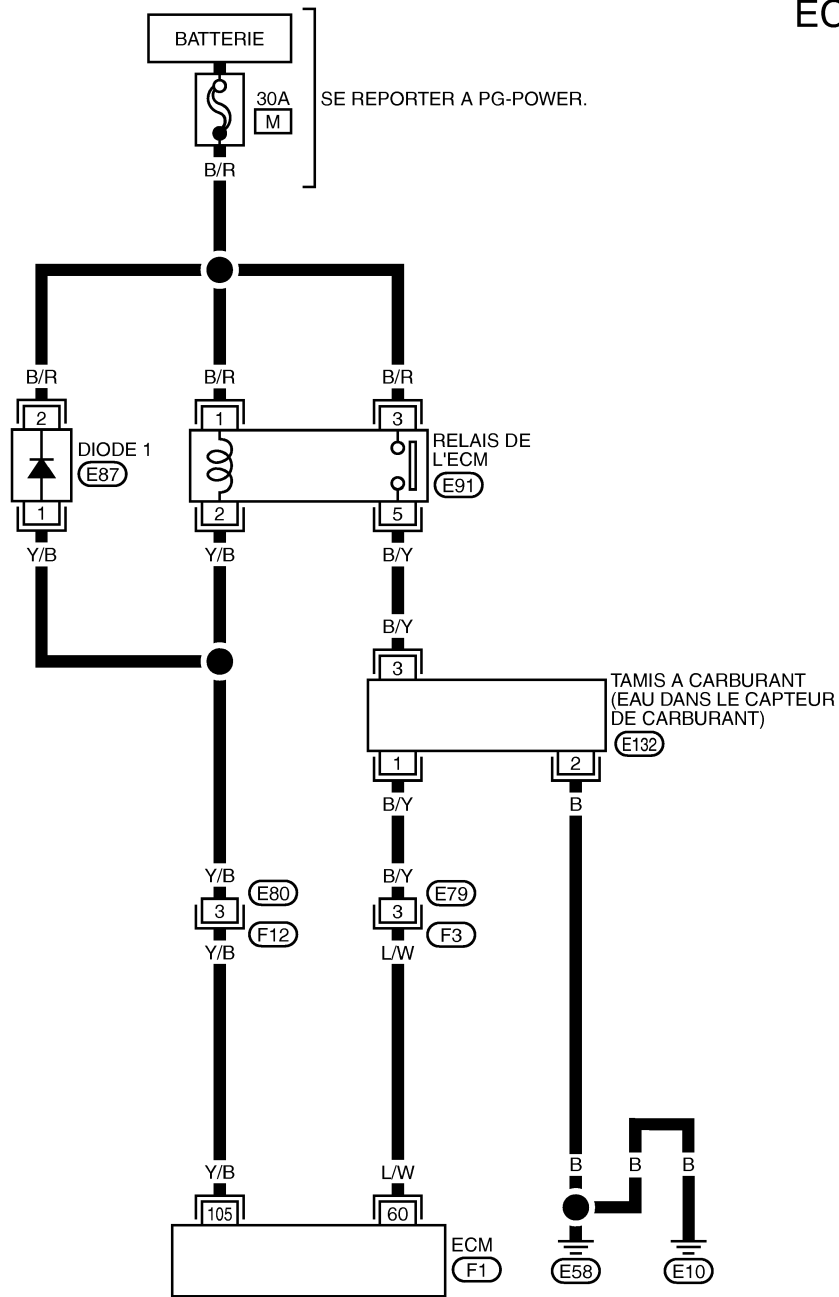 EC
BATTERIE
30A
M
SE REPORTER A PG-POWER.
B/R
B/R
B/R
B/R
2
1
3
DIODE 1
E87
RELAIS DE
L'ECM
E91
1
2
5
Y/B
Y/B
B/Y
B/Y
3
TAMIS A CARBURANT
(EAU DANS LE CAPTEUR
DE CARBURANT)
E132
1
2
B/Y
B
Y/B
B/Y
E80
E79
3
3
F12
F3
Y/B
L/W
Y/B
L/W
B
B
B
105
60
ECM
F1
E58
E10